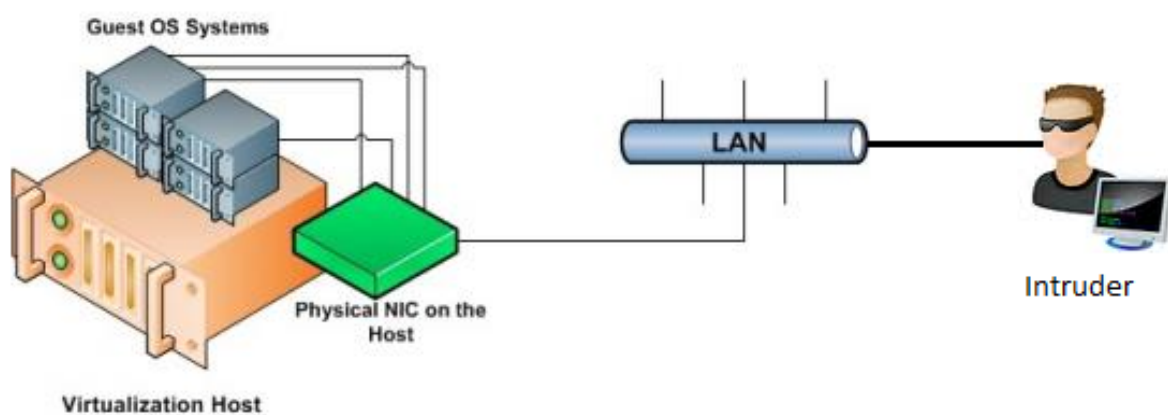 Guest OS Systems
LAN
Intruder
Physical NIC on the
Host
Virtualization Host